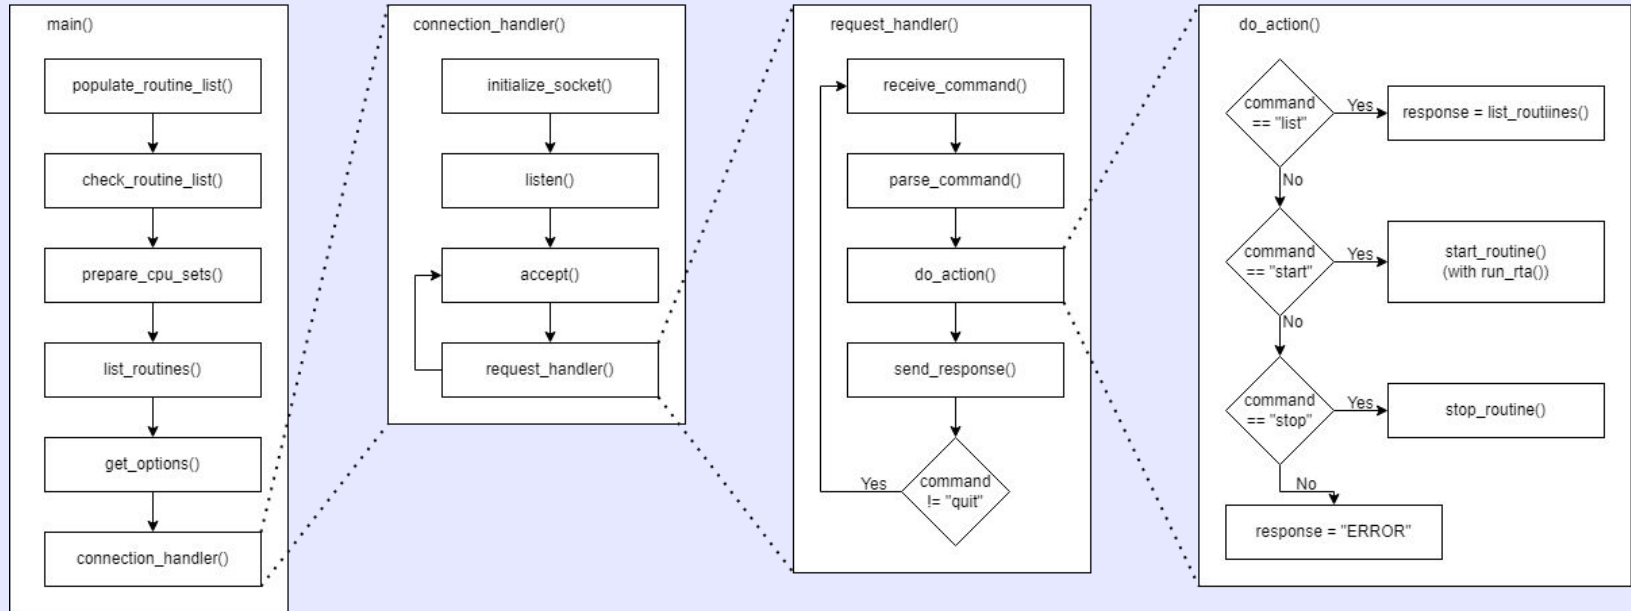 main()
populate_routine_list()
check_routine_list()
prepare_cpu_sets()
list_routines()
get_options()
connection_handler()
connection_handler()
initialize_socket()
listen()
accept()
request_handler()
request_handler()
receive_command()
parse_command()
do_action()
send_response()
command
!= "quit"
Yes
do_action()
command
== "list"
Yes
response = list_routiines()
No
command
== "start"
Yes
start_routine()
(with run_rta())
No
command
== "stop"
Yes
stop_routine()
No
response = "ERROR"